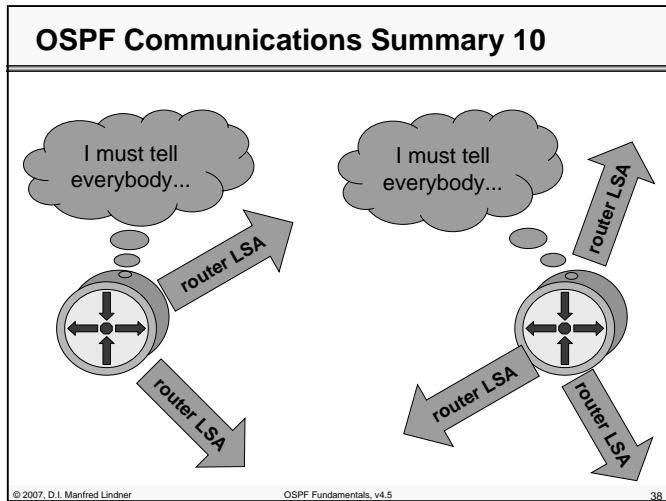 OSPF Communications Summary 10
I must tell
everybody...
I must tell
everybody...
router LSA
router LSA
router LSA
router LSA
router LSA
© 2007, D.I. Manfred Lindner
OSPF Fundamentals, v4.5
38